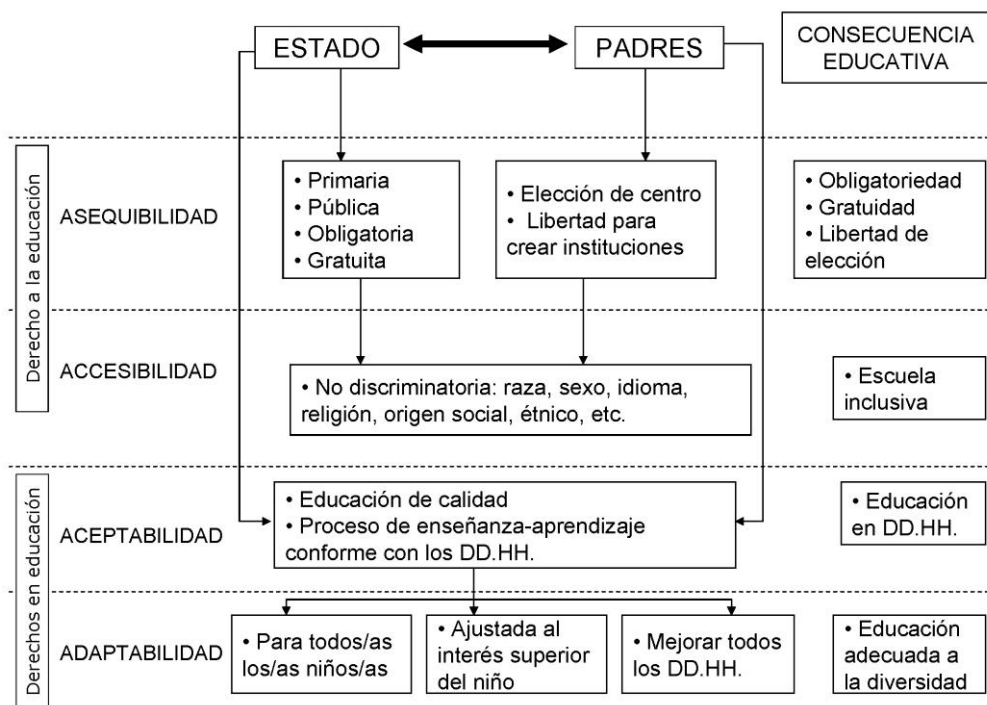 ESTADO
PADRES
CONSECUENCIA
EDUCATIVA
Derecho a la educación
ASEQUIBILIDAD
• Primaria
• Pública
• Obligatoria
• Gratuita
• Elección de centro
• Libertad para
crear instituciones
• Obligatoriedad
• Gratuidad
• Libertad de
elección
ACCESIBILIDAD
• No discriminatoria: raza, sexo, idioma,
religión, origen social, étnico, etc.
• Escuela
inclusiva
Derechos en educación
ACEPTABILIDAD
• Educación de calidad
• Proceso de enseñanza-aprendizaje
conforme con los DD.HH.
• Educación
en DD.HH.
ADAPTABILIDAD
• Para todos/as
los/as niños/as
• Ajustada al
interés superior
del niño
• Mejorar todos
los DD.HH.
• Educación
adecuada a
la diversidad